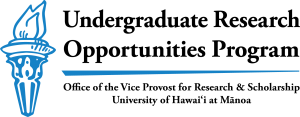 Undergraduate Research
Opportunities Program
Office of the Vice Provost for Research & Scholarship
University of Hawaiʻi at Mānoa